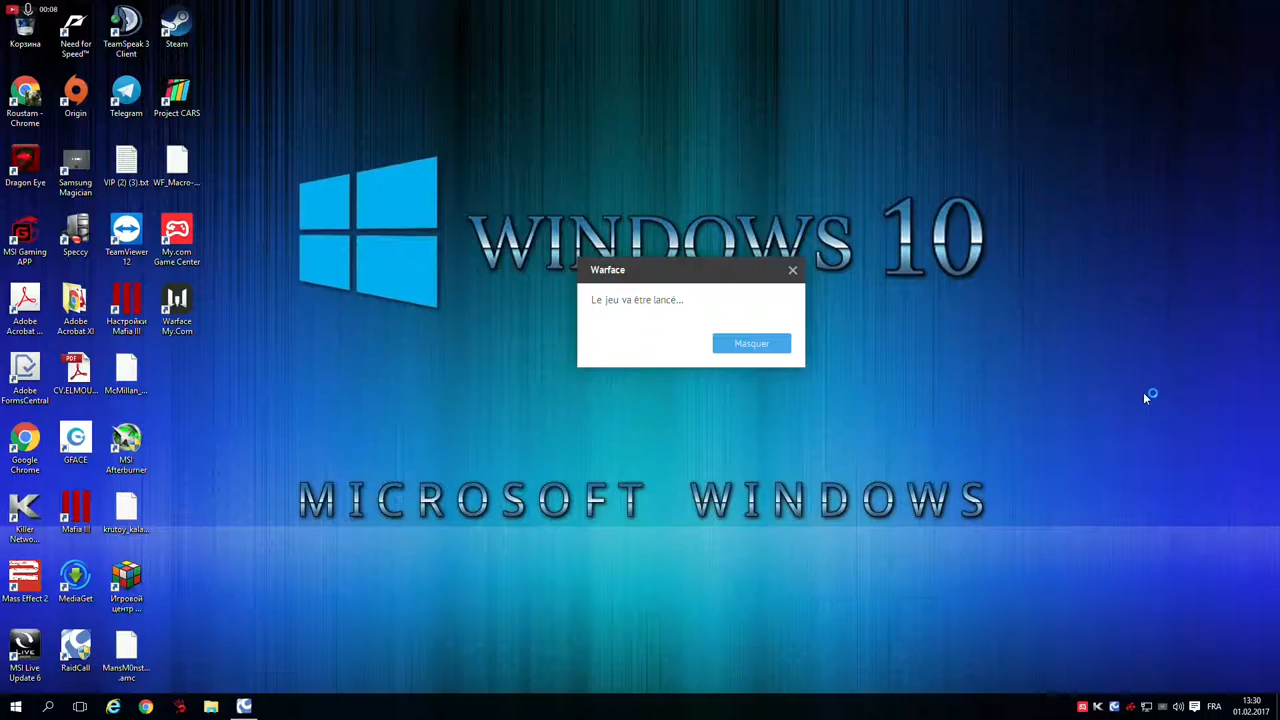 00:08
Корзина
Need for
Speed™
TeamSpeak 3
Client
Steam
Roustam -
Chrome
Origin
Telegram
Project CARS
Dragon Eye
Samsung
Magician
VIP (2) (3).txt
WF_Macro-...
MSI Gaming
APP
Speccy
TeamViewer
12
My.com
Game Center
Adobe
Acrobat ...
Adobe
Acrobat XI
Настройки
Mafia III
Warface
My.Com
Adobe
FormsCentral
PDF
CV.ELMOU...
McMillan_...
Google
Chrome
GFACE
MSI
Afterburner
Killer
Netwo...
Mafia III
krutoy_kala...
Mass Effect 2
MediaGet
Игровой
центр ...
LIVE
MSI Live
Update 6
RaidCall
MansM0nst...
.amc
WINDOWS 10
MICROSOFT WINDOWS
Warface
Le jeu va être lancé...
Masquer
FRA
13:30
01.02.2017